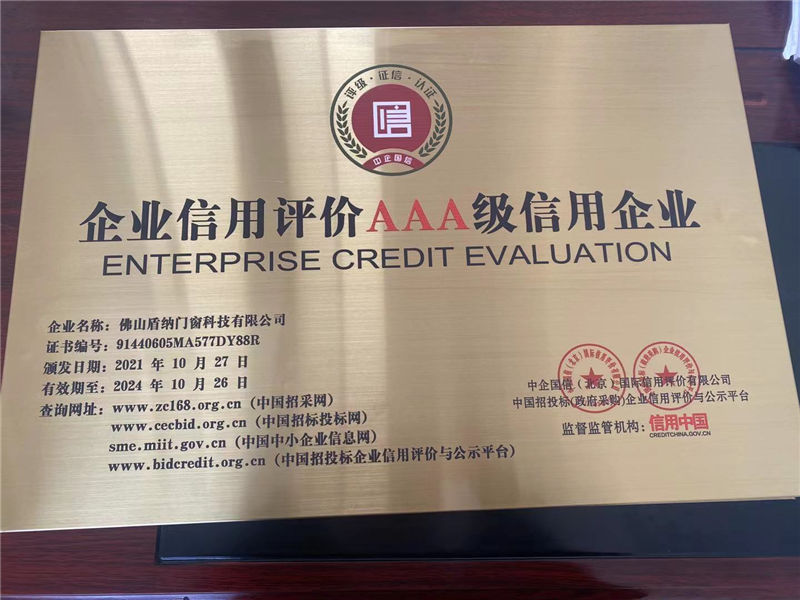 评级·征信·认证
信
中企国信
企业信用评价AAA级信用企业
ENTERPRISE CREDIT EVALUATION
企业名称：佛山盾纳门窗科技有限公司
证书编号：91440605MA577DY88R
颁发日期：2021 年 10 月 27 日
有效期至：2024 年 10 月 26 日
查询网址：www.zc168.org.cn (中国招采网)
www.cecbid.org.cn (中国招标投标网)
sme.miit.gov.cn (中国中小企业信息网)
www.bidcredit.org.cn (中国招投标企业信用评价与公示平台)
中企国信（北京）国际信用评价有限公司
中国招投标(政府采购)企业信用评价与公示平台
监督监管机构：信用中国
CREDITCHINA.GOV.CN